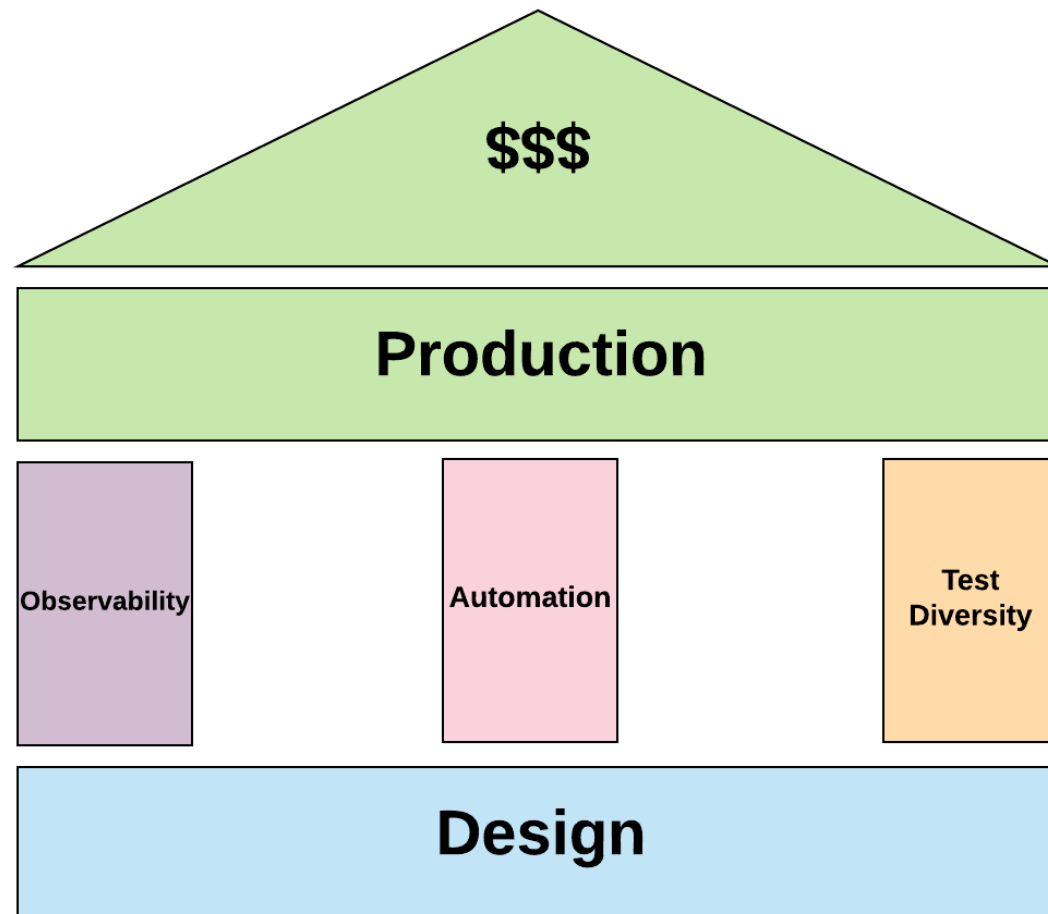 $$$
Production
Observability
Automation
Test
Diversity
Design